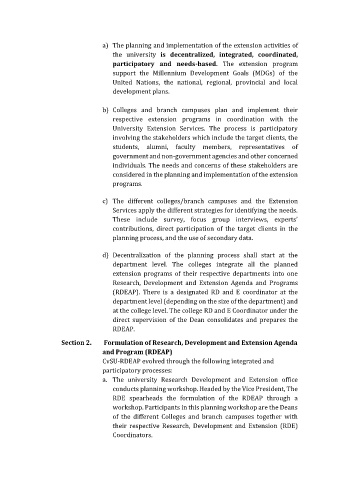 a) The planning and implementation of the extension activities of
the university is decentralized, integrated, coordinated,
participatory and needs-based. The extension program
support the Millennium Development Goals (MDGs) of the
United Nations, the national, regional, provincial and local
development plans.
b) Colleges and branch campuses plan and implement their
respective extension programs in coordination with the
University Extension Services. The process is participatory
involving the stakeholders which include the target clients, the
students, alumni, faculty members, representatives of
government and non-government agencies and other concerned
individuals. The needs and concerns of these stakeholders are
considered in the planning and implementation of the extension
programs.
c) The different colleges/branch campuses and the Extension
Services apply the different strategies for identifying the needs.
These include survey, focus group interviews, experts'
contributions, direct participation of the target clients in the
planning process, and the use of secondary data.
d) Decentralization of the planning process shall start at the
department level. The colleges integrate all the planned
extension programs of their respective departments into one
Research, Development and Extension Agenda and Programs
(RDEAP). There is a designated RD and E coordinator at the
department level (depending on the size of the department) and
at the college level. The college RD and E Coordinator under the
direct supervision of the Dean consolidates and prepares the
RDEAP.
Section 2. Formulation of Research, Development and Extension Agenda
and Program (RDEAP)
CvSU-RDEAP evolved through the following integrated and
participatory processes:
a. The university Research Development and Extension office
conducts planning workshop. Headed by the Vice President, The
RDE spearheads the formulation of the RDEAP through a
workshop. Participants in this planning workshop are the Deans
of the different Colleges and branch campuses together with
their respective Research, Development and Extension (RDE)
Coordinators.